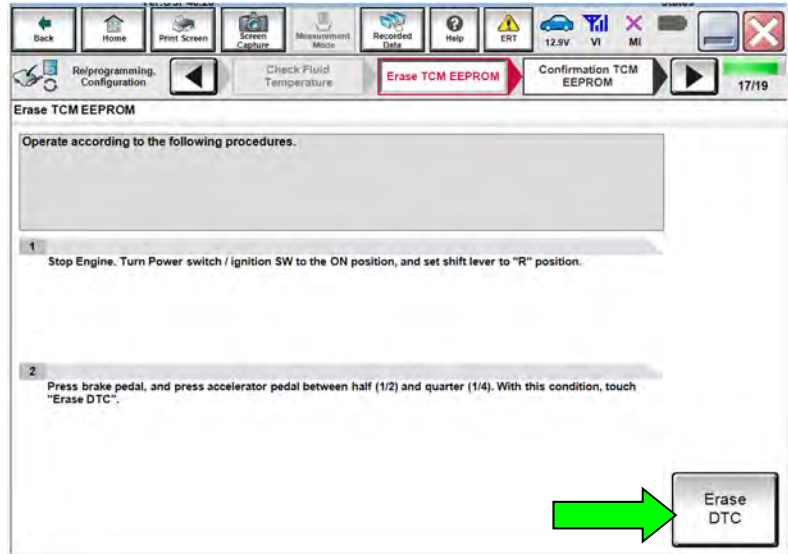 Back
Home
Print Screen
Screen
Capture
Measurement
Mode
Recorded
Data
Help
ERT
12.9V
VI
MI
Re/programming,
Configuration
Check Fluid
Temperature
Erase TCM EEPROM
Confirmation TCM
EEPROM
17/19
Erase TCM EEPROM
Operate according to the following procedures.
1
Stop Engine. Turn Power switch / ignition SW to the ON position, and set shift lever to "R" position.
2
Press brake pedal, and press accelerator pedal between half (1/2) and quarter (1/4). With this condition, touch
"Erase DTC".
Erase
DTC